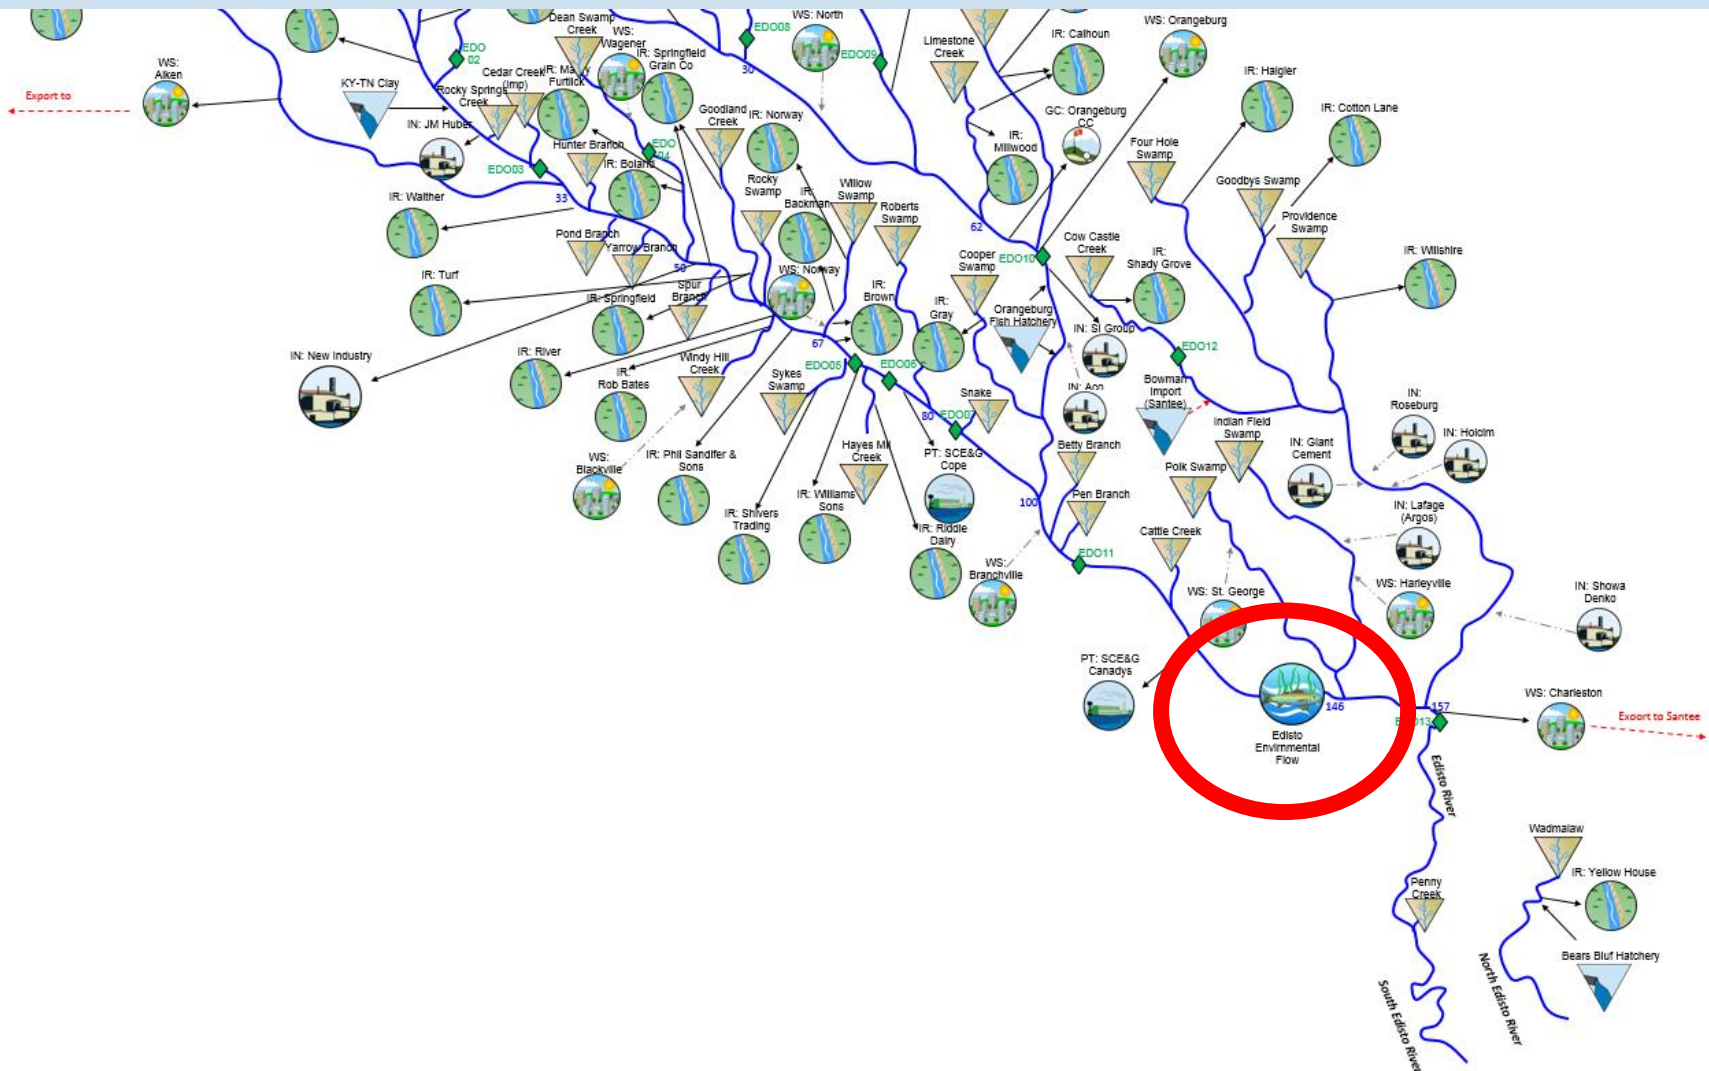 WS: North
WS: Orangeburg
Dean Swamp
Creek
WS:
Wagener
EDO08
EDO
02
EDO09
Limestone
Creek
IR: Calhoun
IR: Springfield
Grain Co
30
WS:
Aiken
KY-TN Clay
Cedar Creek
(Imp)
Furtick
IR: Haigler
Export to
Rocky Springs
Creek
IN: JM Huber
Goodland
Creek
IR: Norway
GC: Orangeburg
CC
IR: Cotton Lane
IR:
Millwood
Four Hole
Swamp
Hunter Branch
EDO
04
EDO03
IR: Boland
Rocky
Swamp
IR:
Backman
Willow
Swamp
Goodbys Swamp
IR: Walther
33
Roberts
Swamp
Providence
Swamp
62
Pond Branch
Yarrow Branch
Cooper
Swamp
EDO10
Cow Castle
Creek
IR:
Shady Grove
IR: Wilshire
50
WS: Norway
IR: Turf
Spur
Branch
IR: Springfield
IR:
Brown
IR:
Gray
Orangeburg
Fish Hatchery
IN: SI Group
67
IN: New Industry
IR: River
IR:
Rob Bates
Windy Hill
Creek
Sykes
Swamp
EDO05
EDO06
EDO12
Bowman
Import
(Santee)
80
EDO07
Snake
IN:
Roseburg
IN: Holcim
Indian Field
Swamp
IN: Giant
Cement
WS:
Blackville
IR: Phil Sandifer &
Sons
Hayes Mill
Creek
PT: SCE&G
Cope
Betty Branch
Polk Swamp
IR: Shivers
Trading
IR: Williams
Sons
100
Pen Branch
IN: Lafage
(Argos)
IR: Riddle
Dairy
Cattle Creek
EDO11
WS:
Branchville
WS: St. George
WS: Harleyville
IN: Showa
Denko
PT: SCE&G
Canadys
146
157
WS: Charleston
Export to Santee
Edisto
Envirnmental
Flow
Edisto River
Wadmalaw
Penny
Creek
IR: Yellow House
Bears Bluf Hatchery
North Edisto River
South Edisto River